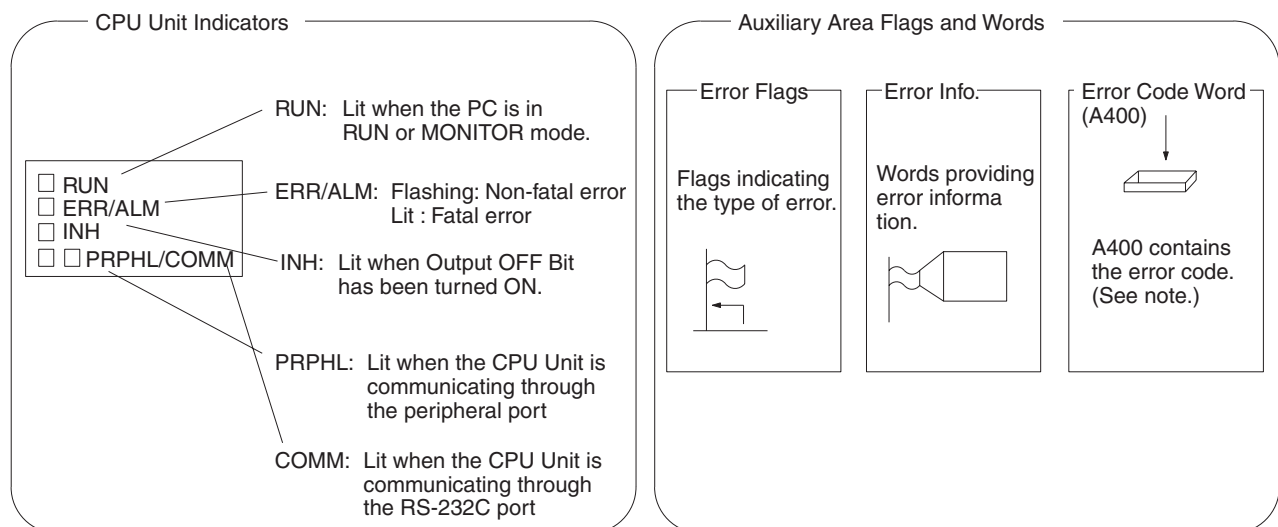 CPU Unit Indicators
RUN: Lit when the PC is in
RUN or MONITOR mode.
RUN
ERR/ALM
INH
PRPHL/COMM
ERR/ALM: Flashing: Non-fatal error
Lit : Fatal error
INH: Lit when Output OFF Bit
has been turned ON.
PRPHL: Lit when the CPU Unit is
communicating through
the peripheral port
COMM: Lit when the CPU Unit is
communicating through
the RS-232C port
Auxiliary Area Flags and Words
Error Flags
Flags indicating
the type of error.
Error Info.
Words providing
error informa
tion.
Error Code Word
(A400)
A400 contains
the error code.
(See note.)